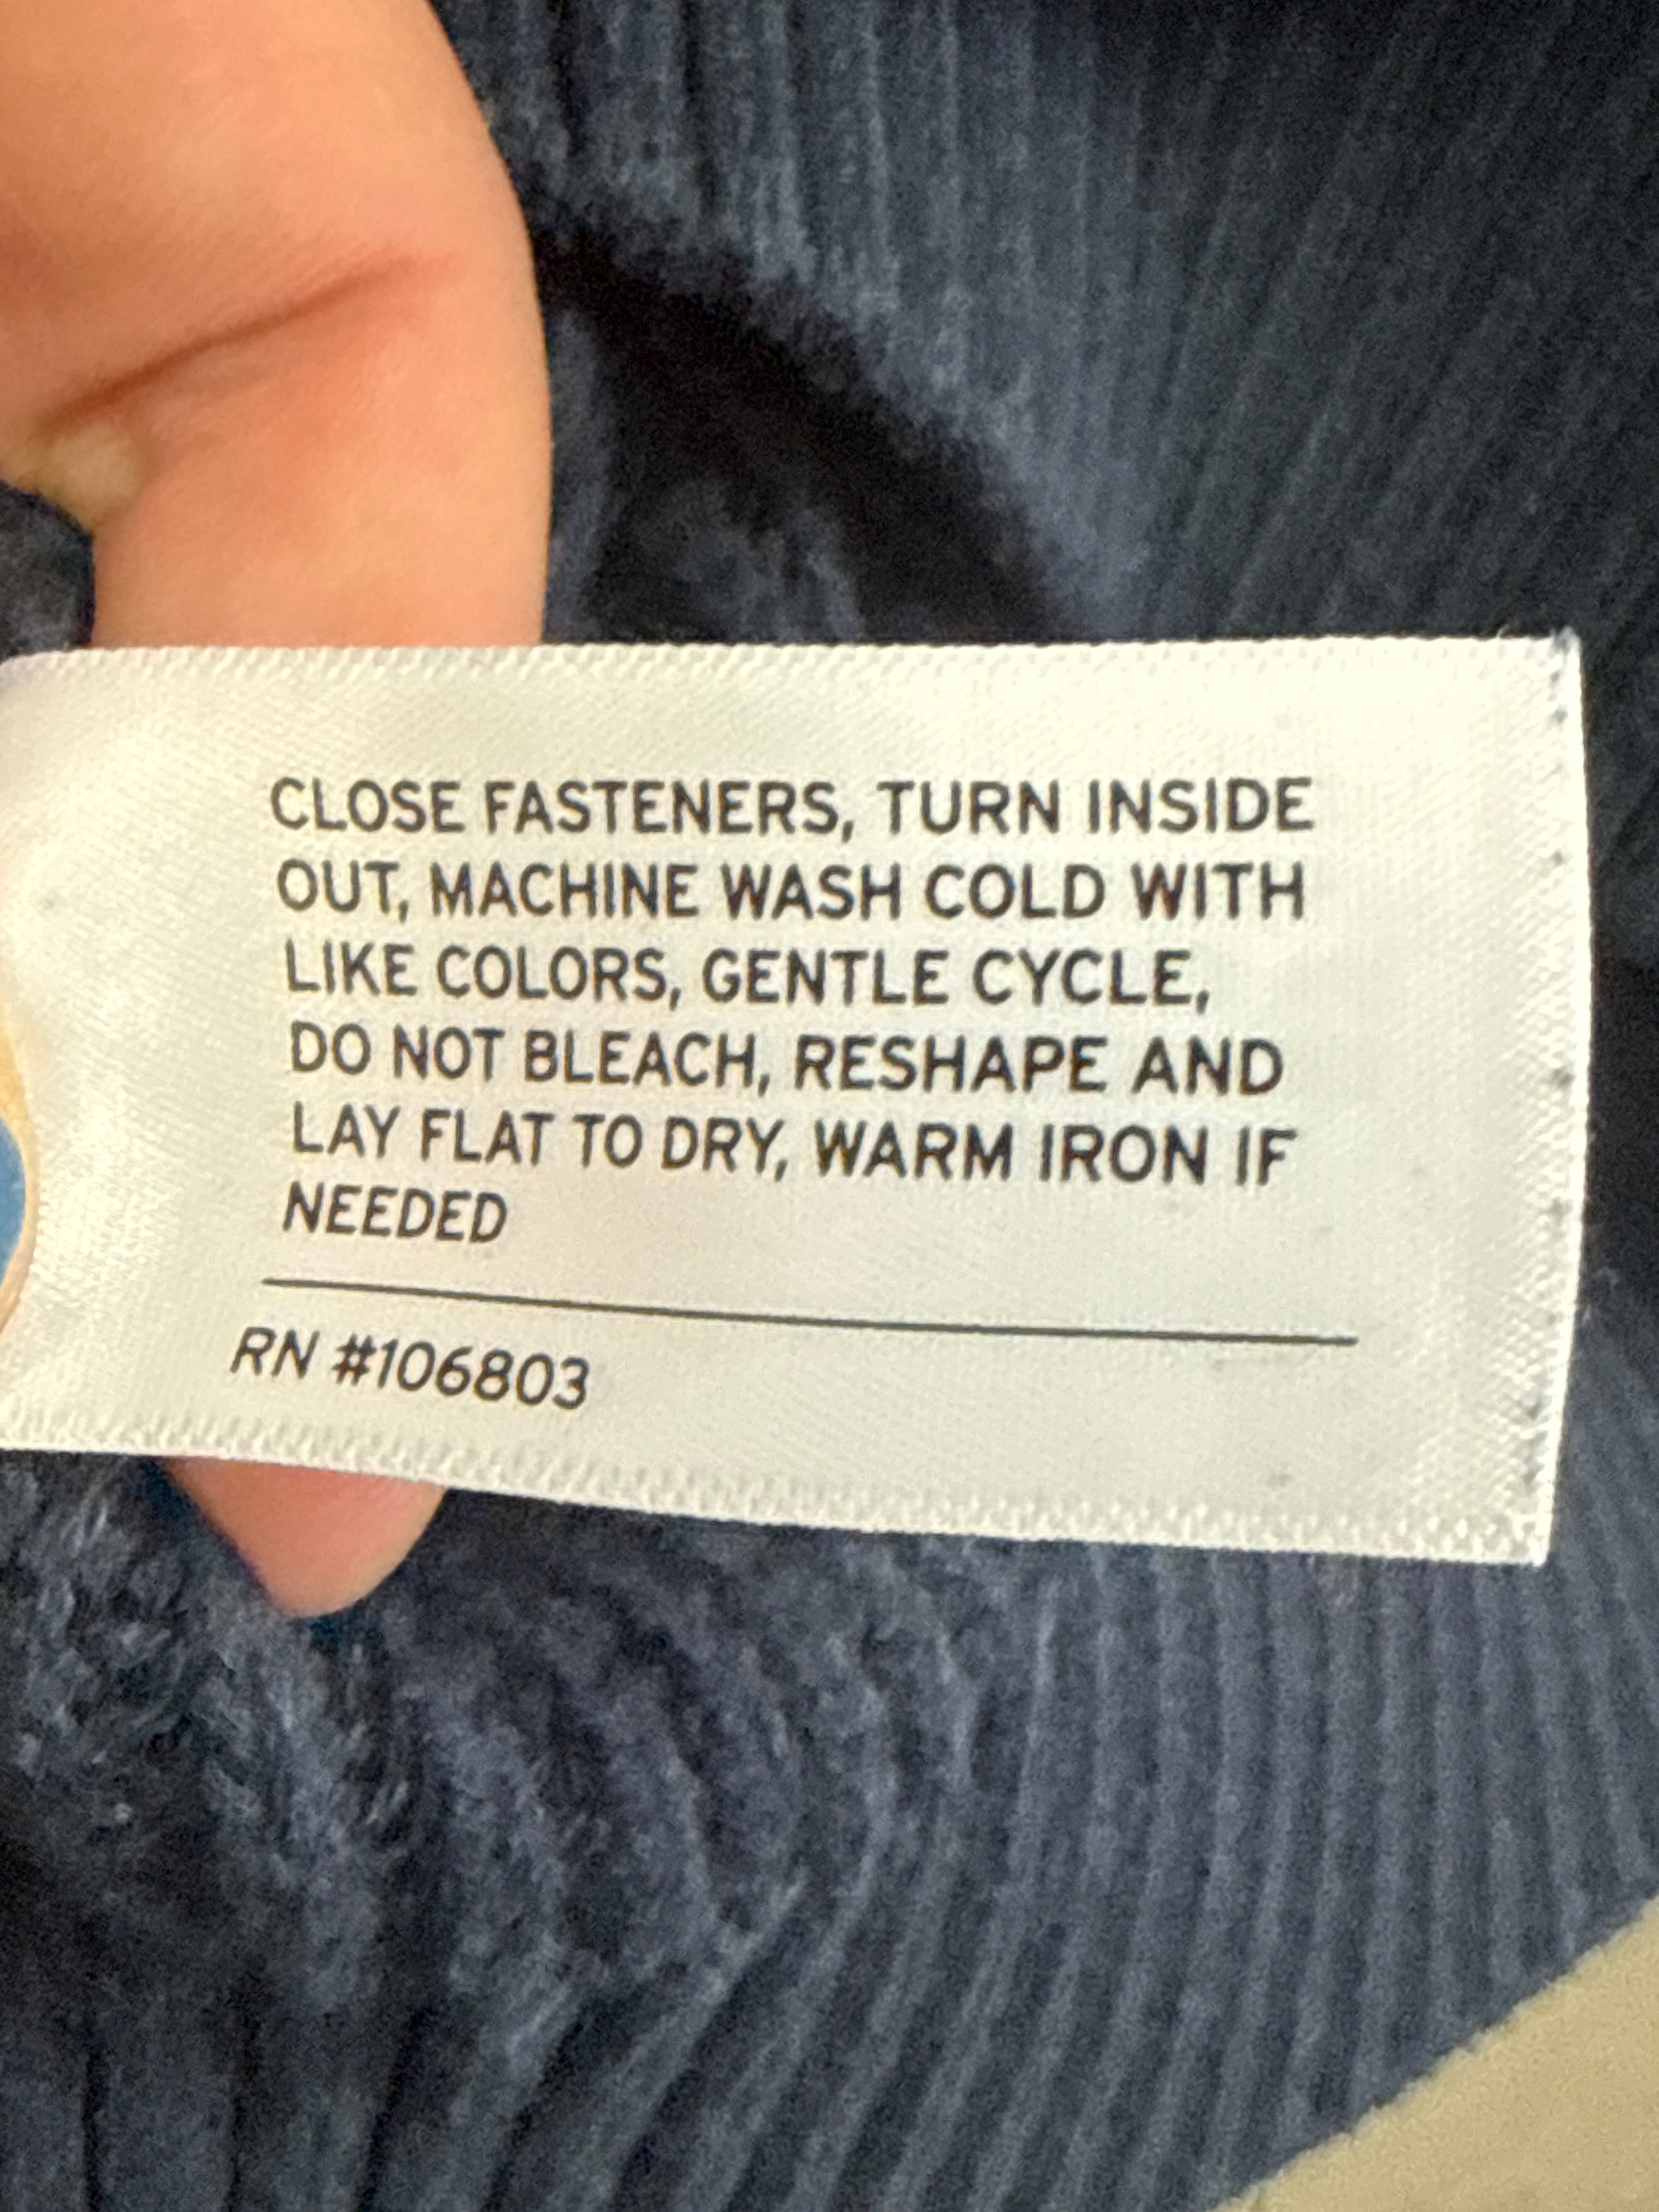 CLOSE FASTENERS, TURN INSIDE
OUT, MACHINE WASH COLD WITH
LIKE COLORS, GENTLE CYCLE,
DO NOT BLEACH, RESHAPE AND
LAY FLAT TO DRY, WARM IRON IF
NEEDED
RN #106803